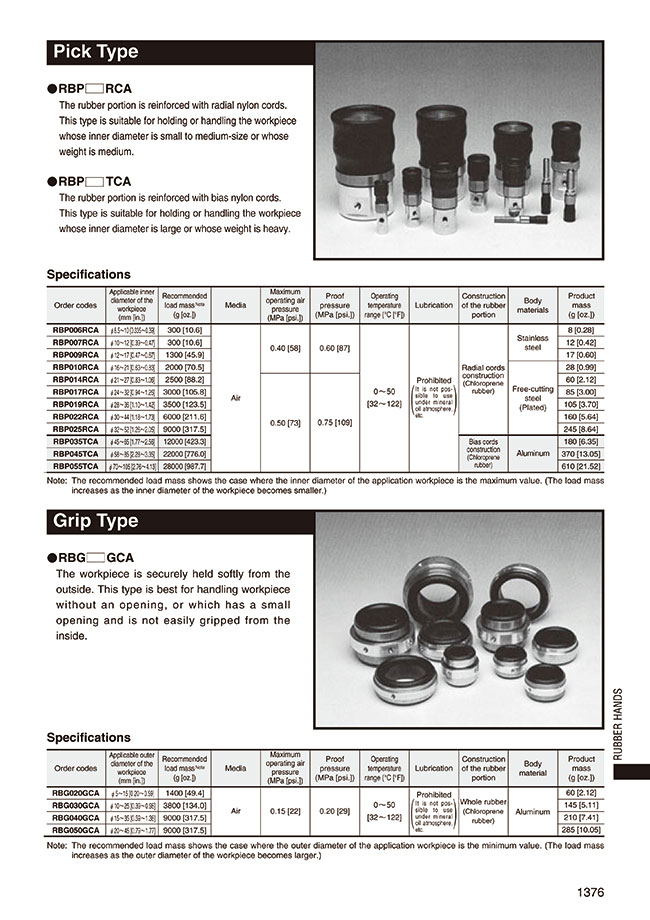 Pick Type
●RBP□RCA
The rubber portion is reinforced with radial nylon cords.
This type is suitable for holding or handling the workpiece
whose inner diameter is small to medium-size or whose
weight is medium.
●RBP□TCA
The rubber portion is reinforced with bias nylon cords.
This type is suitable for holding or handling the workpiece
whose inner diameter is large or whose weight is heavy.
Specifications
Order codes
Applicable inner
diameter of the
workpiece
(mm [in.])
Recommended
load mass Note
(g [oz.])
Media
Maximum
operating air
pressure
(MPa [psi.])
Proof
pressure
(MPa [psi.])
Operating
temperature
range (°C [°F])
Lubrication
Construction
of the rubber
portion
Body
materials
Product
mass
(g [oz.])
RBP006RCA φ8.5~10 [0.335~0.39] 300 [10.6] 8 [0.28]
RBP007RCA φ10~12 [0.39~0.47] 300 [10.6] 12 [0.42]
RBP009RCA φ12~17 [0.47~0.67] 1300 [45.9] 17 [0.60]
RBP010RCA φ16~21 [0.63~0.83] 2000 [70.5] 28 [0.99]
RBP014RCA φ21~27 [0.83~1.06] 2500 [88.2] 60 [2.12]
RBP017RCA φ24~32 [0.94~1.26] 3000 [105.8] 85 [3.00]
RBP019RCA φ28~36 [1.10~1.42] 3500 [123.5] 105 [3.70]
RBP022RCA φ30~44 [1.18~1.73] 6000 [211.6] 160 [5.64]
RBP025RCA φ32~52 [1.26~2.05] 9000 [317.5] 245 [8.64]
RBP035TCA φ45~65 [1.77~2.56] 12000 [423.3] 180 [6.35]
RBP045TCA φ58~85 [2.28~3.35] 22000 [776.0] 370 [13.05]
RBP055TCA φ70~105 [2.76~4.13] 28000 [987.7] 610 [21.52]
Air
0.40 [58]
0.60 [87]
0.50 [73]
0.75 [109]
0~50
[32~122]
Prohibited
(It is not pos-
sible to use
under mineral
oil atmosphere,
etc.)
Radial cords
construction
(Chloroprene
rubber)
Bias cords
construction
(Chloroprene
rubber)
Stainless
steel
Free-cutting
steel
(Plated)
Aluminum
Note: The recommended load mass shows the case where the inner diameter of the application workpiece is the maximum value. (The load mass
increases as the inner diameter of the workpiece becomes smaller.)
Grip Type
●RBG□GCA
The workpiece is securely held softly from the
outside. This type is best for handling workpiece
without an opening, or which has a small
opening and is not easily gripped from the
inside.
RUBBER HANDS
Specifications
Order codes
Applicable outer
diameter of the
workpiece
(mm [in.])
Recommended
load mass Note
(g [oz.])
Media
Maximum
operating air
pressure
(MPa [psi.])
Proof
pressure
(MPa [psi.])
Operating
temperature
range (°C [°F])
Lubrication
Construction
of the rubber
portion
Body
material
Product
mass
(g [oz.])
RBG020GCA φ5~15 [0.20~0.59] 1400 [49.4] 60 [2.12]
RBG030GCA φ10~25 [0.39~0.98] 3800 [134.0] 145 [5.11]
RBG040GCA φ15~35 [0.59~1.38] 9000 [317.5] 210 [7.41]
RBG050GCA φ20~45 [0.79~1.77] 9000 [317.5] 285 [10.05]
Air
0.15 [22]
0.20 [29]
0~50
[32~122]
Prohibited
(It is not pos-
sible to use
under mineral
oil atmosphere,
etc.)
Whole rubber
(Chloroprene
rubber)
Aluminum
Note: The recommended load mass shows the case where the outer diameter of the application workpiece is the minimum value. (The load mass
increases as the outer diameter of the workpiece becomes larger.)
1376